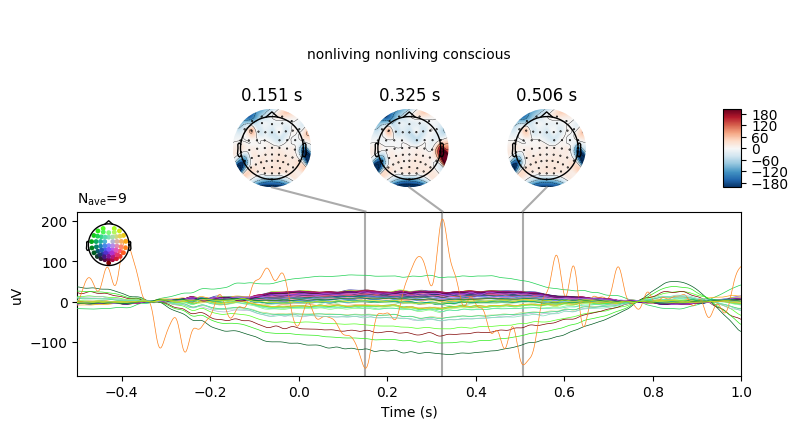 nonliving nonliving conscious
0.151 s 0.325 s 0.506 s
180
120
60
0
−60
−120
−180
Nave=9
200
100
0
−100
uV
−0.4 −0.2 0.0 0.2 0.4 0.6 0.8 1.0
Time (s)